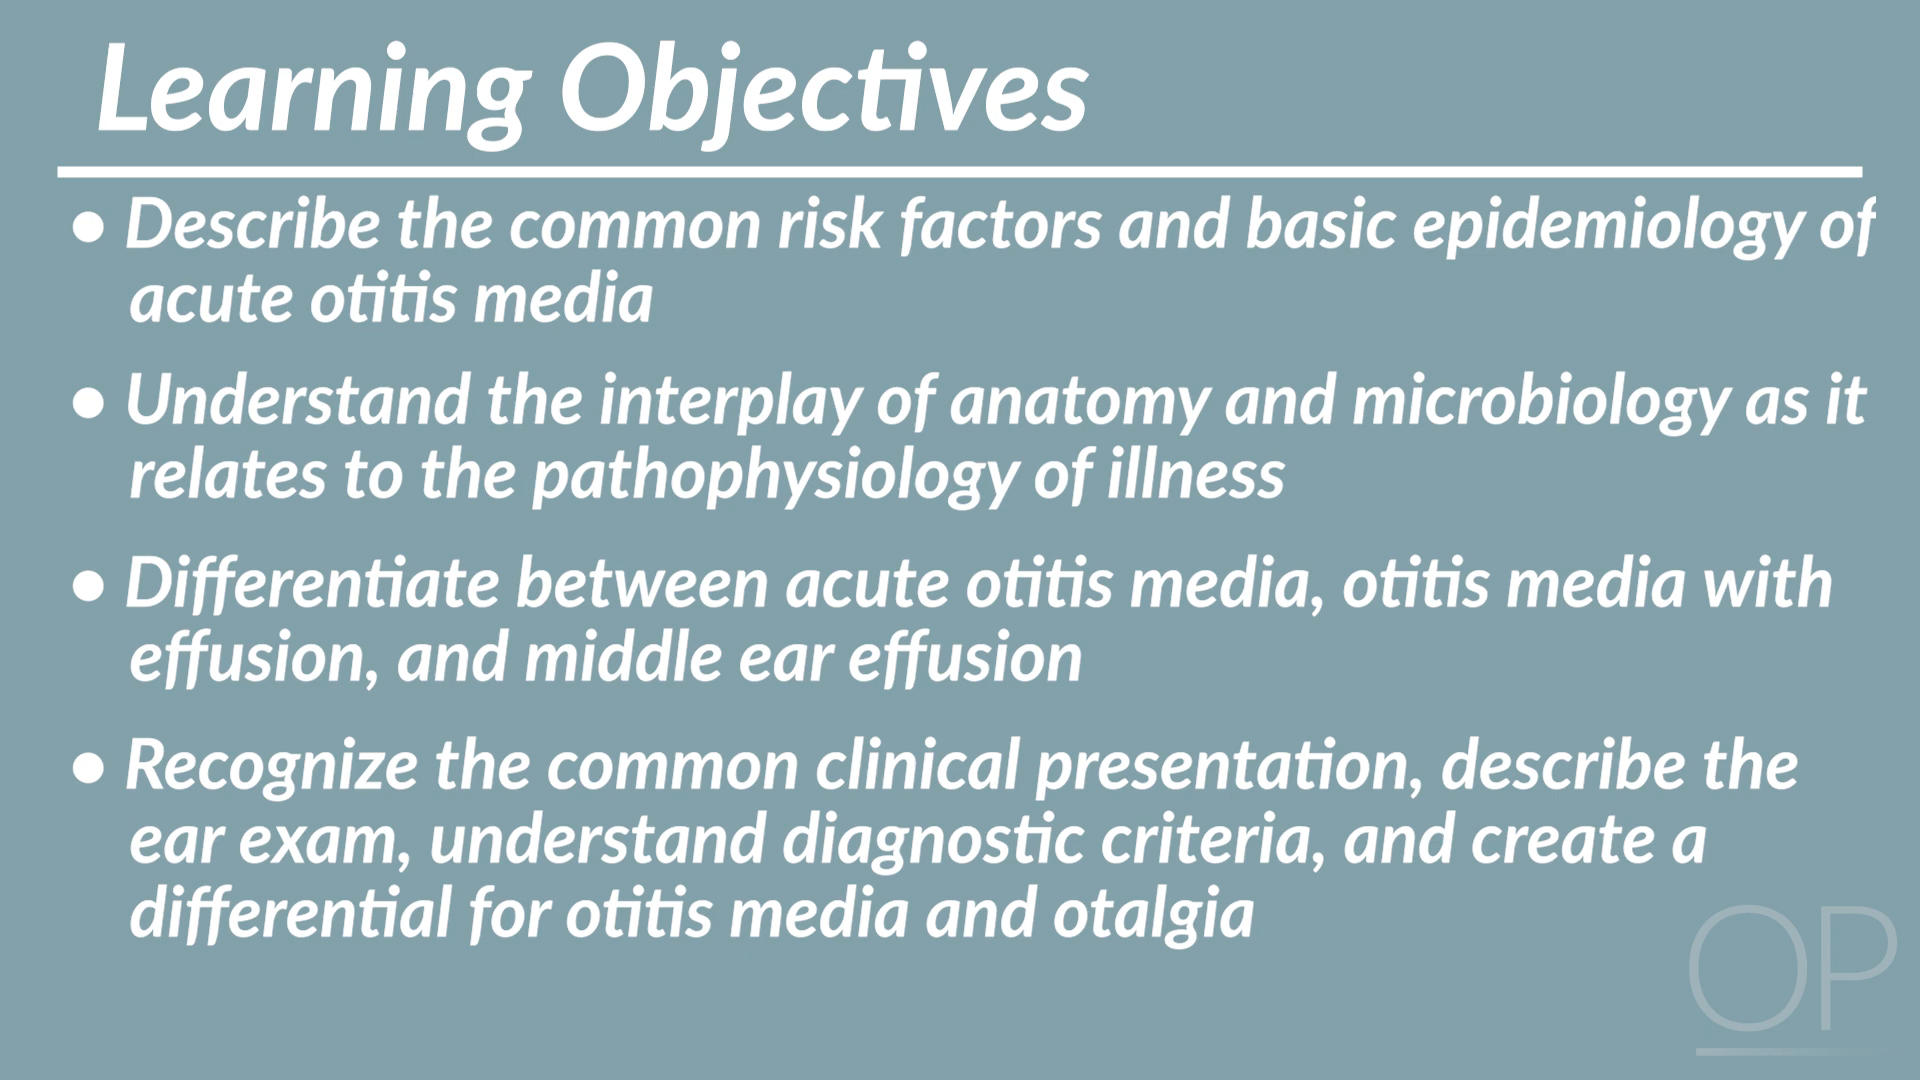 Learning Objectives
• Describe the common risk factors and basic epidemiology of
acute otitis media
• Understand the interplay of anatomy and microbiology as it
relates to the pathophysiology of illness
• Differentiate between acute otitis media, otitis media with
effusion, and middle ear effusion
• Recognize the common clinical presentation, describe the
ear exam, understand diagnostic criteria, and create a
differential for otitis media and otalgia
OP